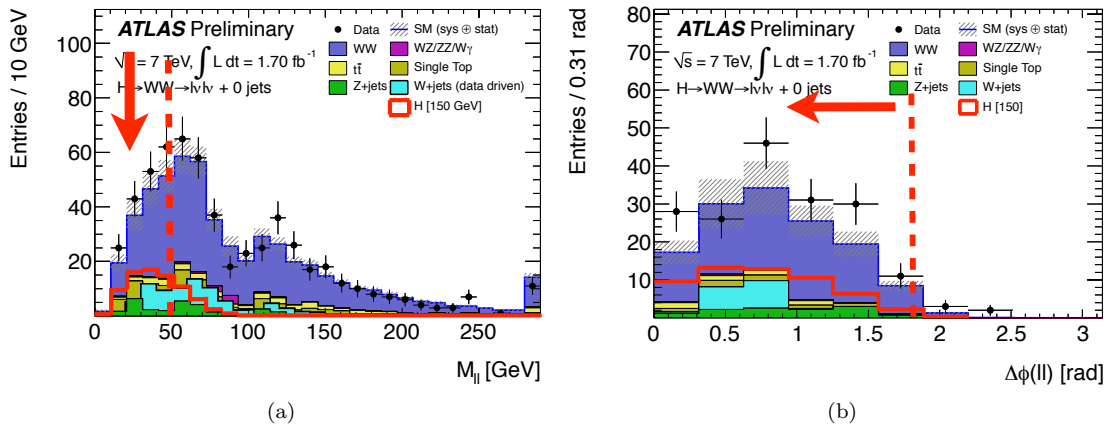 ATLAS Preliminary
√s = 7 TeV, ∫ L dt = 1.70 fb⁻¹
H→WW→lνlν + 0 jets
Data
SM (sys ⊕ stat)
WW
WZ/ZZ/Wγ
tt̄
Single Top
Z+jets
W+jets (data driven)
H [150 GeV]
Entries / 10 GeV
100
80
60
40
20
0 50 100 150 200 250
M_ll [GeV]
(a)
ATLAS Preliminary
√s = 7 TeV, ∫ L dt = 1.70 fb⁻¹
H→WW→lνlν + 0 jets
Data
SM (sys ⊕ stat)
WW
WZ/ZZ/Wγ
tt̄
Single Top
Z+jets
W+jets
H [150]
Entries / 0.31 rad
80
70
60
50
40
30
20
10
0
0 0.5 1 1.5 2 2.5 3
Δϕ(ll) [rad]
(b)